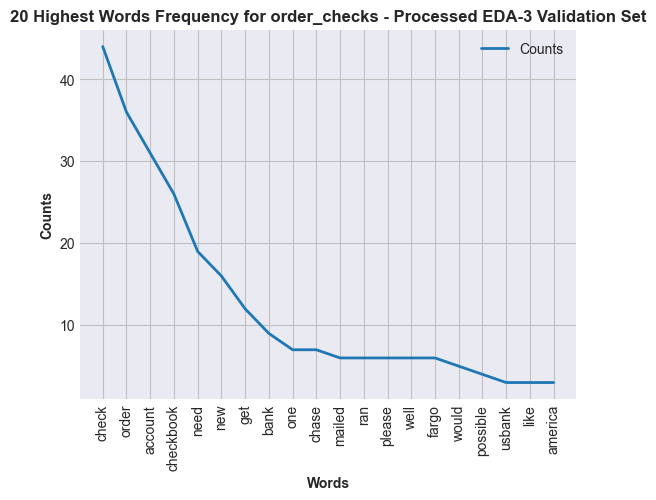 20 Highest Words Frequency for order_checks - Processed EDA-3 Validation Set
Counts
40
30
20
10
Counts
check
order
account
checkbook
need
new
get
bank
one
chase
mailed
ran
please
well
fargo
would
possible
usbank
like
america
Words